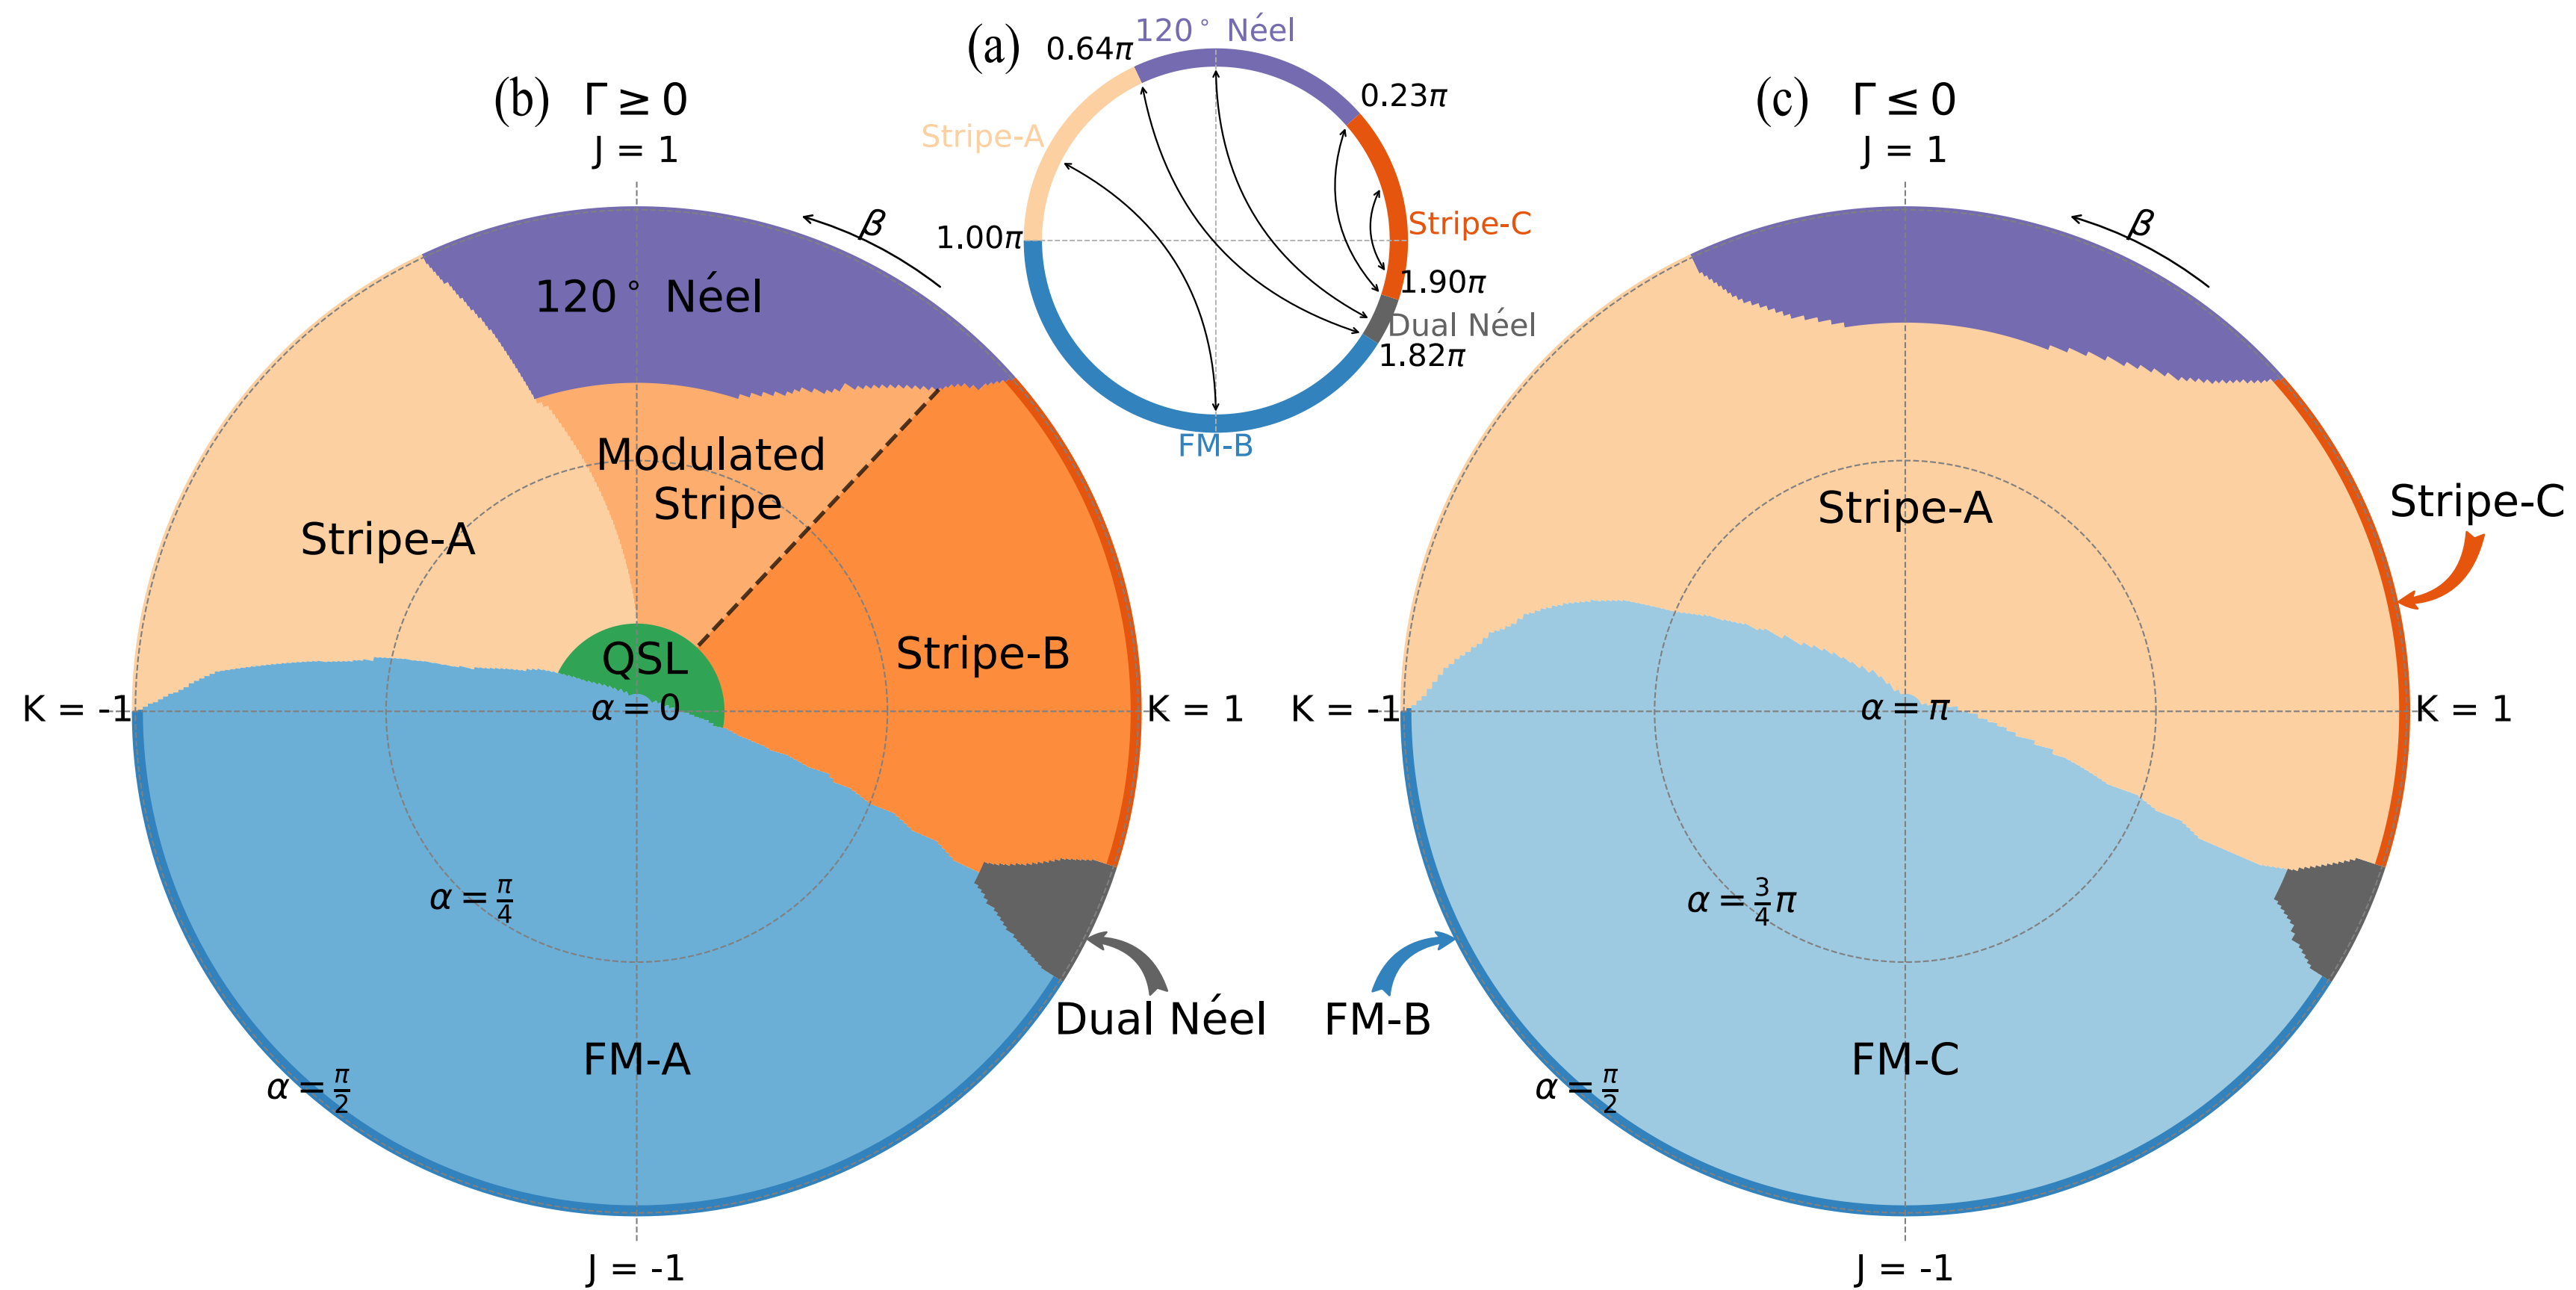 (a)
120° Néel
0.64π
0.23π
Stripe-A
Stripe-C
1.00π
1.90π
Dual Néel
1.82π
FM-B
(b) Γ ≥ 0
J = 1
β
120° Néel
Modulated
Stripe
Stripe-A
QSL
Stripe-B
K = -1
α = 0
K = 1
α = π/4
Dual Néel
FM-A
α = π/2
J = -1
(c) Γ ≤ 0
J = 1
β
Stripe-A
Stripe-C
K = -1
α = π
K = 1
α = 3/4 π
FM-B
FM-C
α = π/2
J = -1